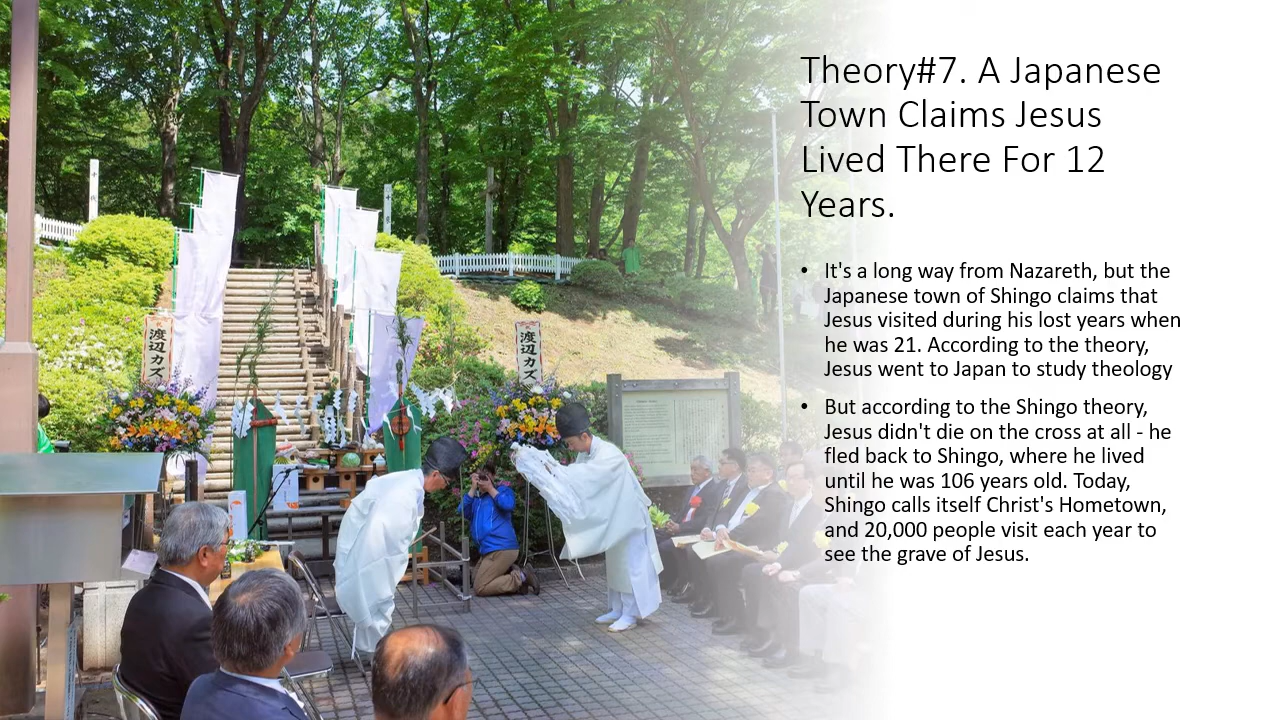 Theory#7. A Japanese
Town Claims Jesus
Lived There For 12
Years.
• It's a long way from Nazareth, but the
Japanese town of Shingo claims that
Jesus visited during his lost years when
he was 21. According to the theory,
Jesus went to Japan to study theology
• But according to the Shingo theory,
Jesus didn't die on the cross at all - he
fled back to Shingo, where he lived
until he was 106 years old. Today,
Shingo calls itself Christ's Hometown,
and 20,000 people visit each year to
see the grave of Jesus.
渡辺カズ
渡辺カズ